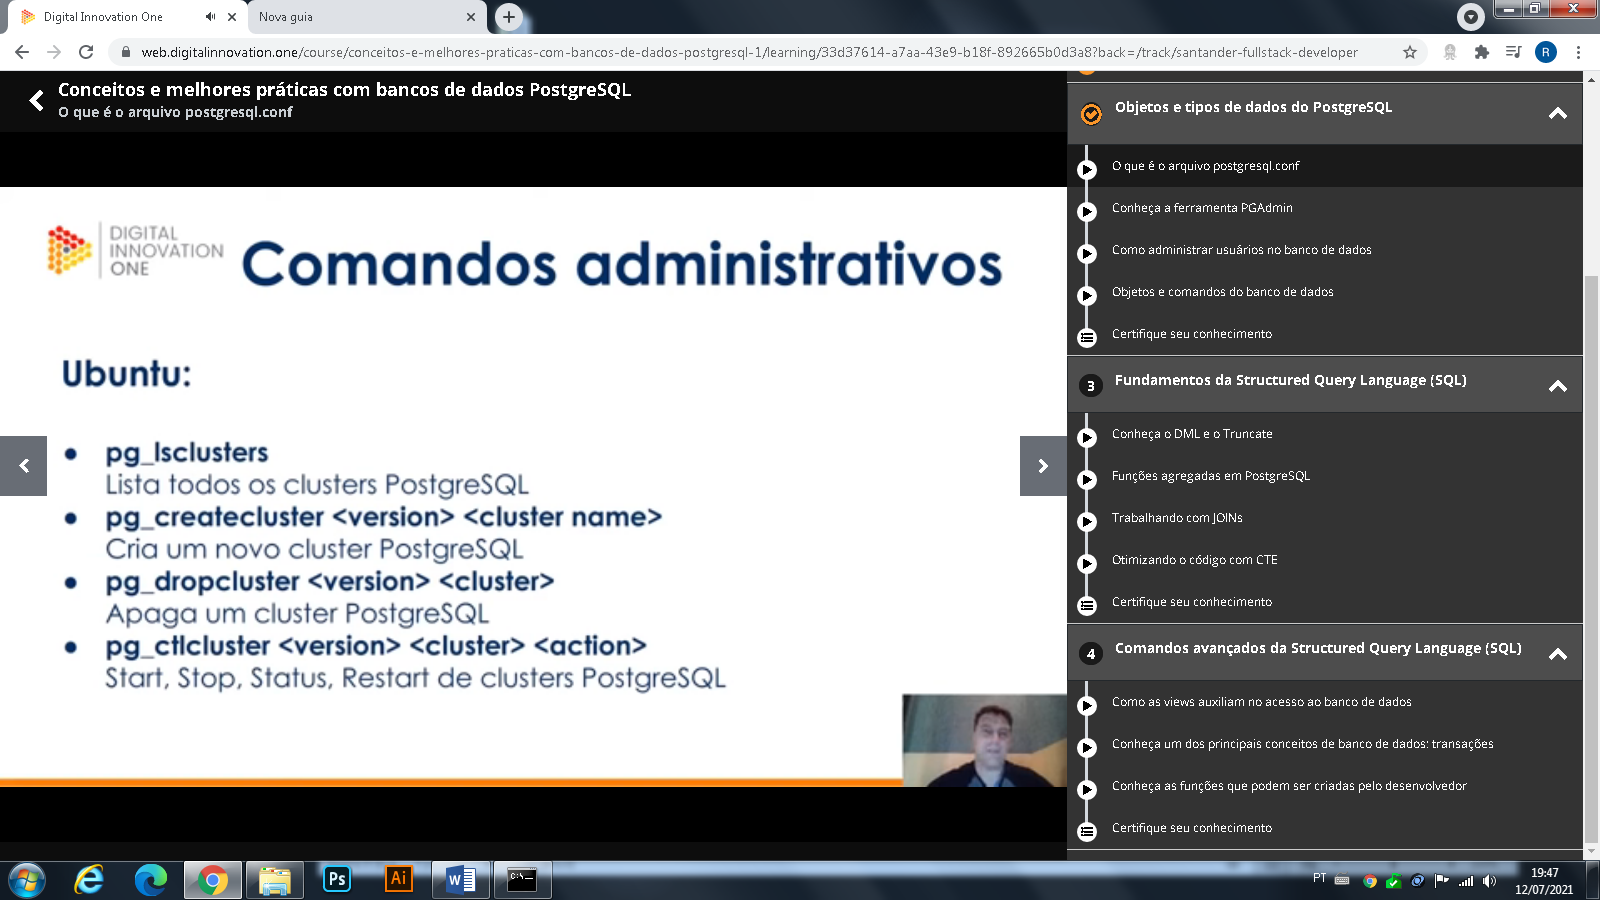 Digital Innovation One
Nova guia
web.digitalinnovation.one/course/conceitos-e-melhores-praticas-com-bancos-de-dados-postgresql-1/learning/33d37614-a7aa-43e9-b18f-892665b0d3a8?back=/track/santander-fullstack-developer
R
Conceitos e melhores práticas com bancos de dados PostgreSQL
O que é o arquivo postgresql.conf
DIGITAL
INNOVATION
ONE
Comandos administrativos
Ubuntu:
• pg_lsclusters
Lista todos os clusters PostgreSQL
• pg_createcluster <version> <cluster name>
Cria um novo cluster PostgreSQL
• pg_dropcluster <version> <cluster>
Apaga um cluster PostgreSQL
• pg_ctlcluster <version> <cluster> <action>
Start, Stop, Status, Restart de clusters PostgreSQL
Objetos e tipos de dados do PostgreSQL
O que é o arquivo postgresql.conf
Conheça a ferramenta PGAdmin
Como administrar usuários no banco de dados
Objetos e comandos do banco de dados
Certifique seu conhecimento
3 Fundamentos da Structured Query Language (SQL)
Conheça o DML e o Truncate
Funções agregadas em PostgreSQL
Trabalhando com JOINs
Otimizando o código com CTE
Certifique seu conhecimento
4 Comandos avançados da Structured Query Language (SQL)
Como as views auxiliam no acesso ao banco de dados
Conheça um dos principais conceitos de banco de dados: transações
Conheça as funções que podem ser criadas pelo desenvolvedor
Certifique seu conhecimento
Ps
Ai
W
C:\
PT
19:47
12/07/2021